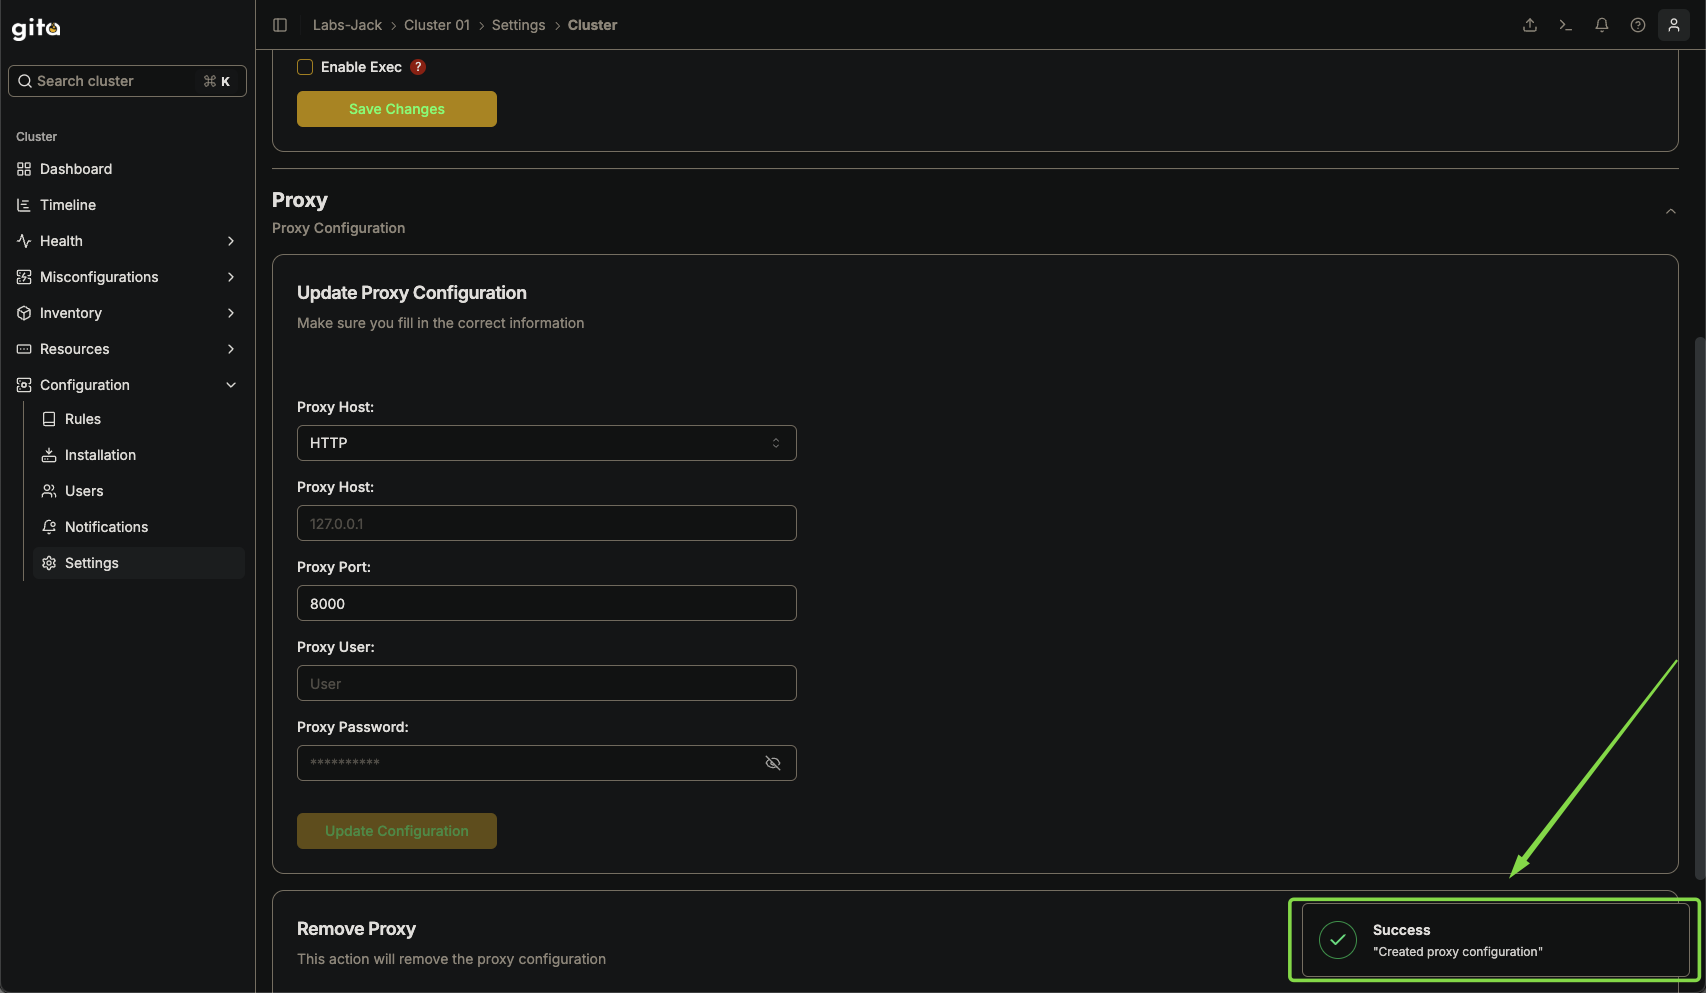 gita
Labs-Jack > Cluster 01 > Settings > Cluster
Search cluster ⌘ K
Cluster
Dashboard
Timeline
Health
Misconfigurations
Inventory
Resources
Configuration
Rules
Installation
Users
Notifications
Settings
Enable Exec ?
Save Changes
Proxy
Proxy Configuration
Update Proxy Configuration
Make sure you fill in the correct information
Proxy Host:
HTTP
Proxy Host:
127.0.0.1
Proxy Port:
8000
Proxy User:
User
Proxy Password:
**********
Update Configuration
Remove Proxy
This action will remove the proxy configuration
Success
"Created proxy configuration"